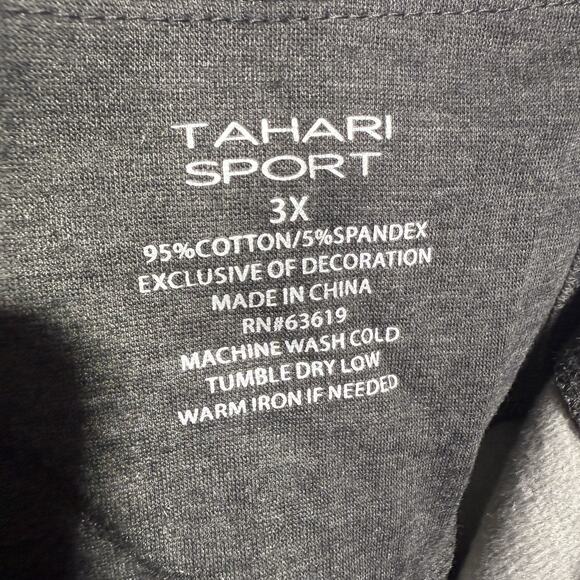 TAHARI
SPORT
3X
95%COTTON/5%SPANDEX
EXCLUSIVE OF DECORATION
MADE IN CHINA
RN#63619
MACHINE WASH COLD
TUMBLE DRY LOW
WARM IRON IF NEEDED